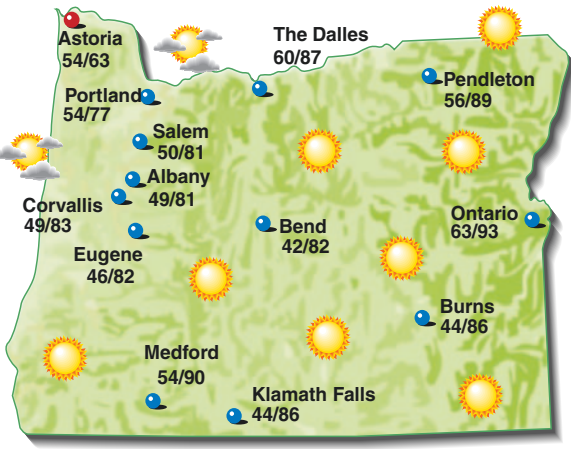 Astoria
54/63
The Dalles
60/87
Portland
54/77
Pendleton
56/89
Salem
50/81
Albany
49/81
Corvallis
49/83
Eugene
46/82
Bend
42/82
Ontario
63/93
Burns
44/86
Medford
54/90
Klamath Falls
44/86